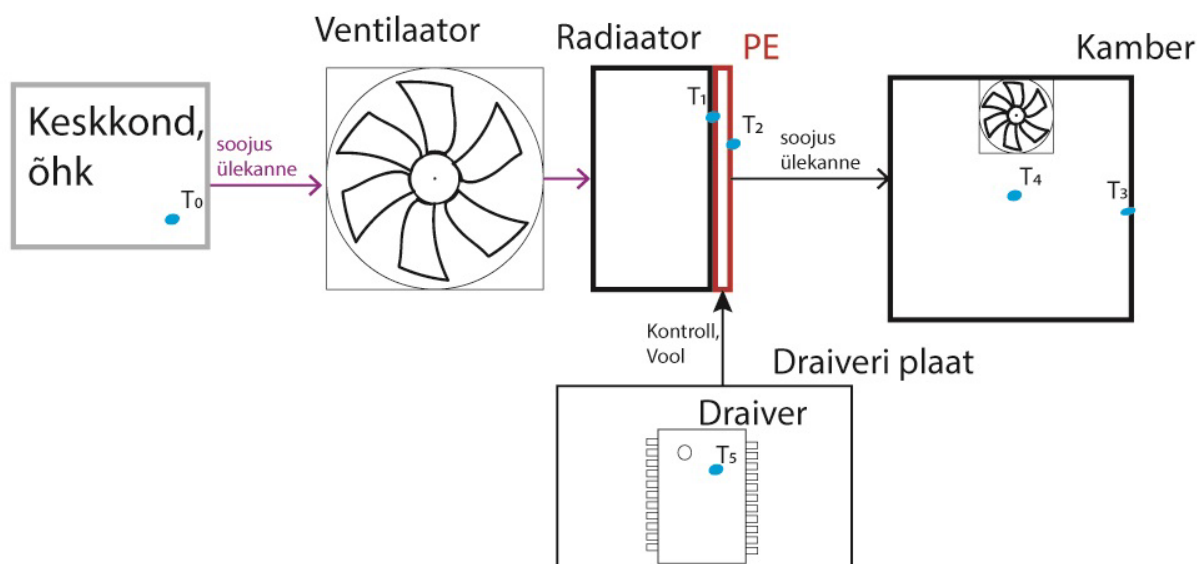 Ventilaator
Radiaator
PE
Kamber
Keskkond,
õhk
T₀
soojus
ülekanne
T₁
T₂
soojus
ülekanne
T₄
T₃
Kontroll,
Vool
Draiveri plaat
Draiver
T₅